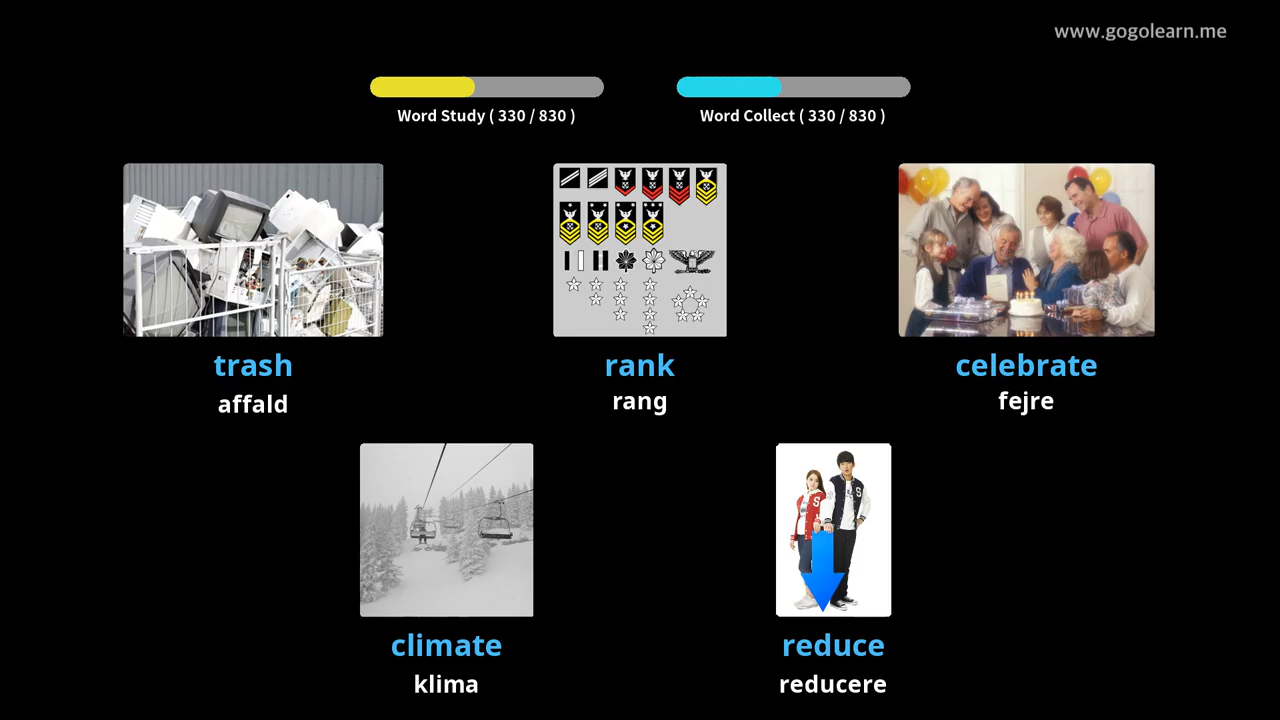 www.gogolearn.me
Word Study ( 330 / 830 )
Word Collect ( 330 / 830 )
trash
affald
rank
rang
celebrate
fejre
climate
klima
reduce
reducere